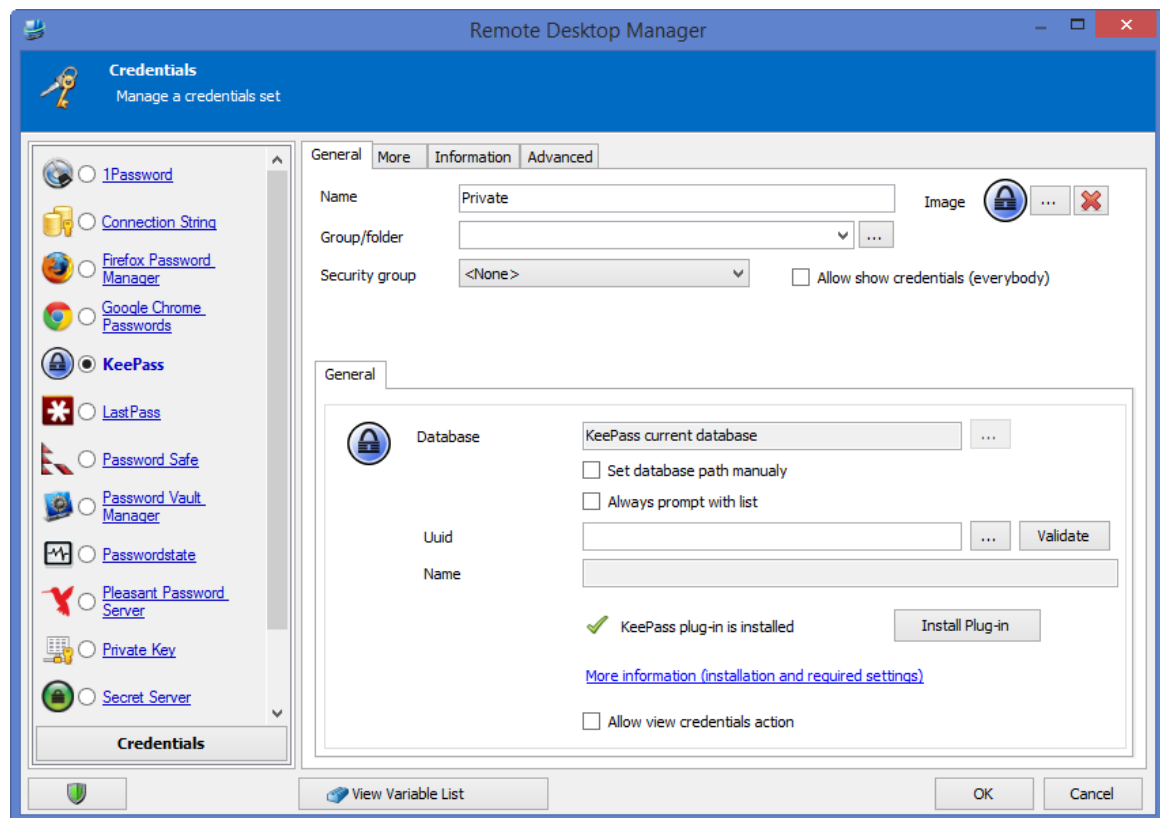 Remote Desktop Manager
Credentials
Manage a credentials set
1Password
Connection String
Firefox Password
Manager
Google Chrome
Passwords
KeePass
LastPass
Password Safe
Password Vault
Manager
Passwordstate
Pleasant Password
Server
Private Key
Secret Server
Credentials
General More Information Advanced
Name Private Image ...
Group/folder ...
Security group <None> Allow show credentials (everybody)
General
Database KeePass current database ...
Set database path manualy
Always prompt with list
Uuid ... Validate
Name
KeePass plug-in is installed Install Plug-in
More information (installation and required settings)
Allow view credentials action
View Variable List OK Cancel